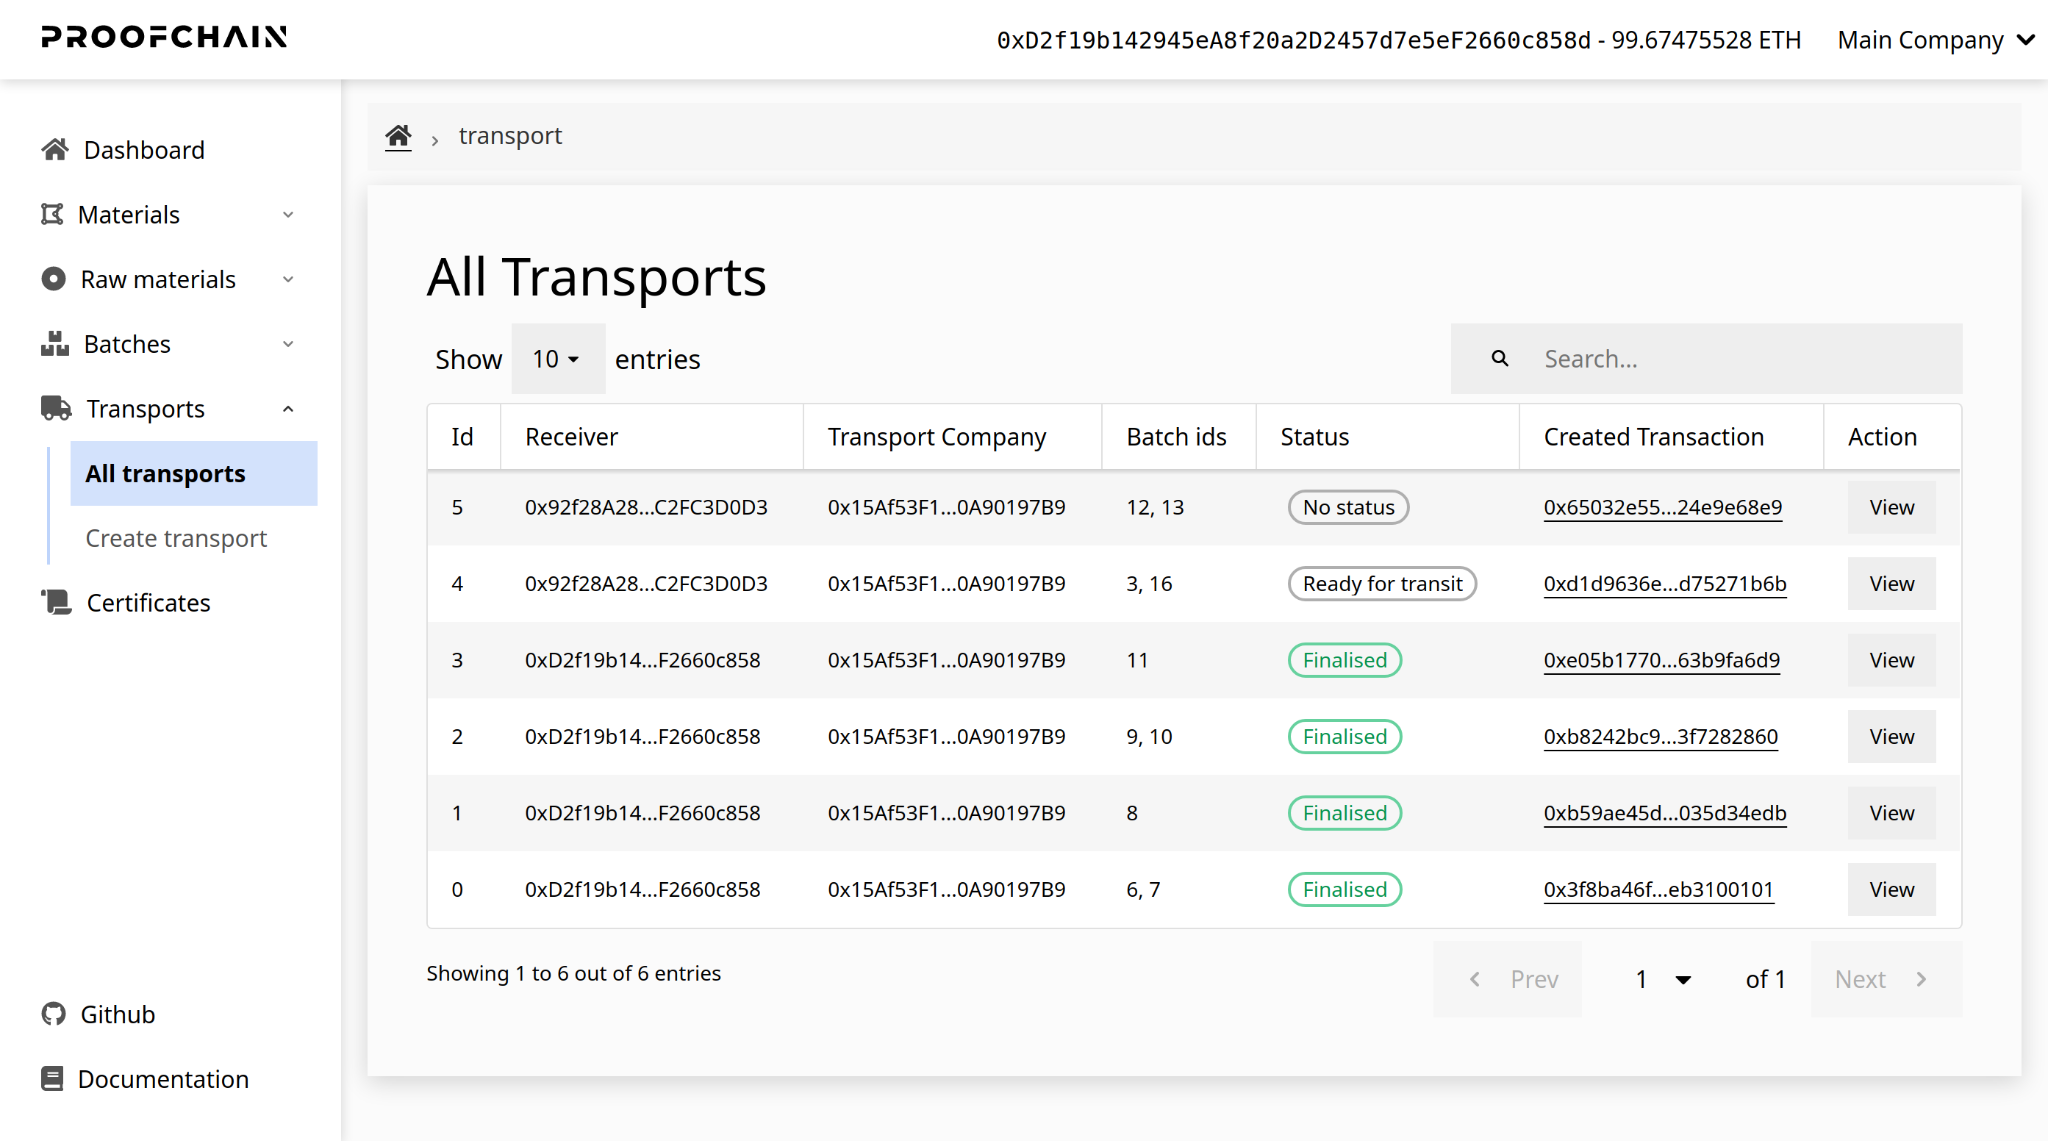 PROOFCHAIN
0xD2f19b142945eA8f20a2D2457d7e5eF2660c858d - 99.67475528 ETH Main Company
Dashboard
Materials
Raw materials
Batches
Transports
All transports
Create transport
Certificates
Github
Documentation
transport
All Transports
Show 10 entries
Search...
Id Receiver Transport Company Batch ids Status Created Transaction Action
5 0x92f28A28...C2FC3D0D3 0x15Af53F1...0A90197B9 12, 13 No status 0x65032e55...24e9e68e9 View
4 0x92f28A28...C2FC3D0D3 0x15Af53F1...0A90197B9 3, 16 Ready for transit 0xd1d9636e...d75271b6b View
3 0xD2f19b14...F2660c858 0x15Af53F1...0A90197B9 11 Finalised 0xe05b1770...63b9fa6d9 View
2 0xD2f19b14...F2660c858 0x15Af53F1...0A90197B9 9, 10 Finalised 0xb8242bc9...3f7282860 View
1 0xD2f19b14...F2660c858 0x15Af53F1...0A90197B9 8 Finalised 0xb59ae45d...035d34edb View
0 0xD2f19b14...F2660c858 0x15Af53F1...0A90197B9 6, 7 Finalised 0x3f8ba46f...eb3100101 View
Showing 1 to 6 out of 6 entries
Prev 1 of 1 Next